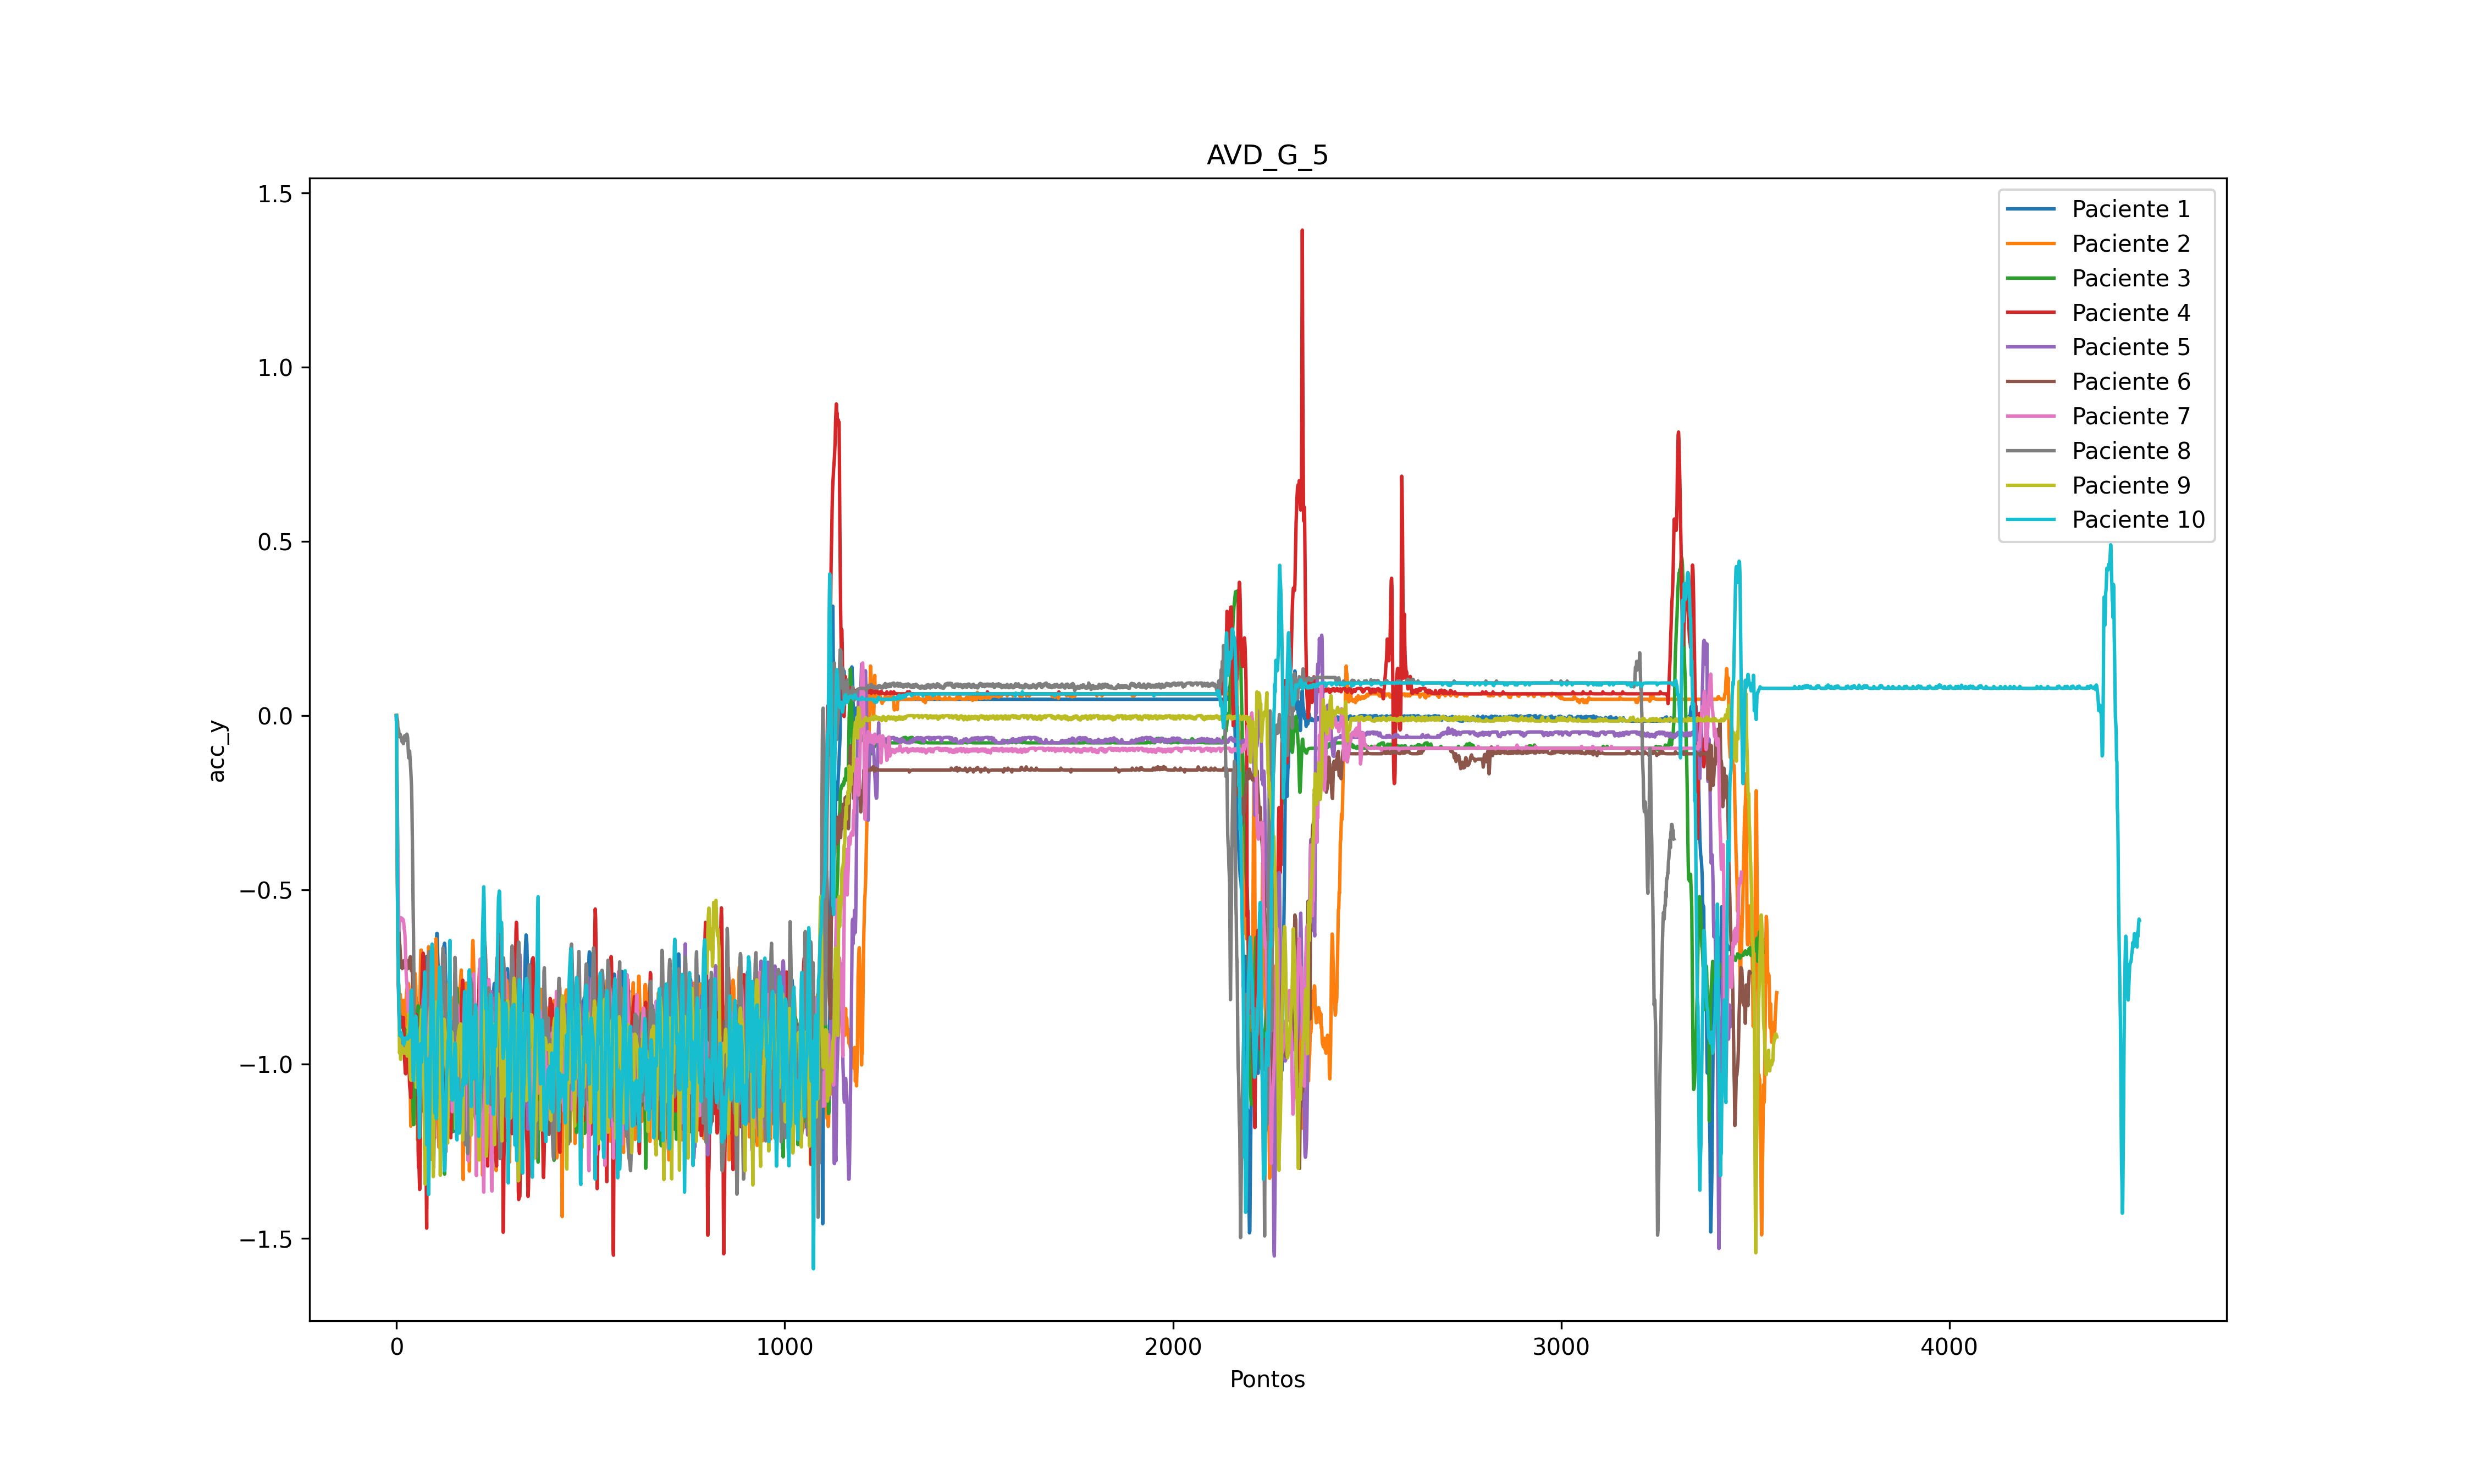 AVD_G_5
1.5
1.0
0.5
0.0
−0.5
−1.0
−1.5
acc_y
0 1000 2000 3000 4000
Pontos
Paciente 1
Paciente 2
Paciente 3
Paciente 4
Paciente 5
Paciente 6
Paciente 7
Paciente 8
Paciente 9
Paciente 10